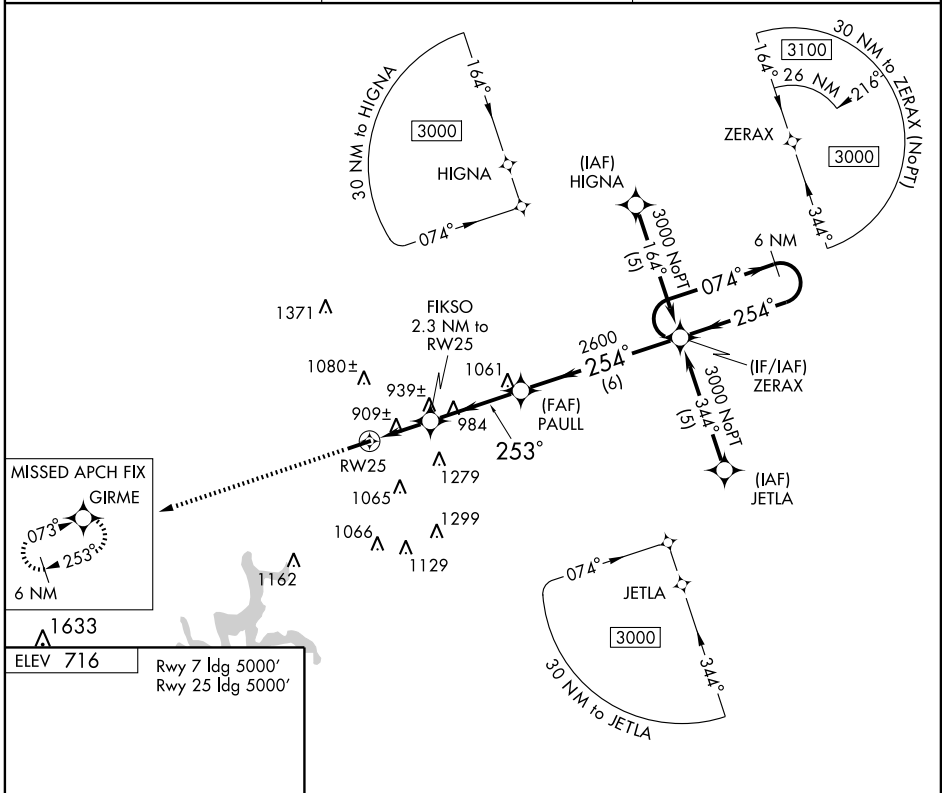 30 NM to HIGNA
164°
3000
HIGNA
074°
30 NM to ZERAX (NoPT)
3100
164°
26 NM
216°
ZERAX
3000
344°
(IAF)
HIGNA
3000 NoPT
164°
(5)
6 NM
074°
254°
1371
FIKSO
2.3 NM to
RW25
2600
254°
(6)
1080±
1061
939±
(IF/IAF)
ZERAX
909±
984
(FAF)
PAULL
3000 NoPT
344°
(5)
RW25
253°
MISSED APCH FIX
GIRME
073°
253°
6 NM
1279
1065
(IAF)
JETLA
1299
1066
1129
1162
074°
JETLA
3000
344°
30 NM to JETLA
1633
ELEV 716
Rwy 7 ldg 5000'
Rwy 25 ldg 5000'